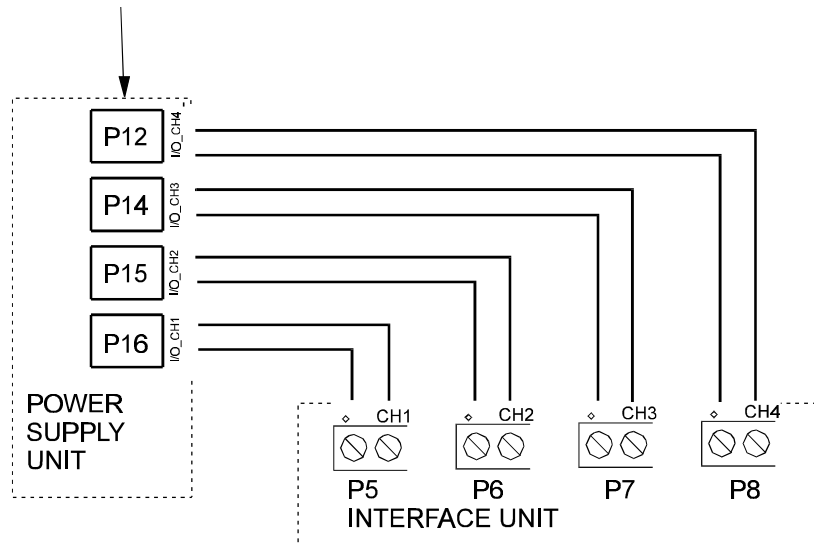 P12
I/O_CH4
P14
I/O_CH3
P15
I/O_CH2
P16
I/O_CH1
POWER
SUPPLY
UNIT
◇ CH1
◇ CH2
◇ CH3
◇ CH4
P5
P6
P7
P8
INTERFACE UNIT